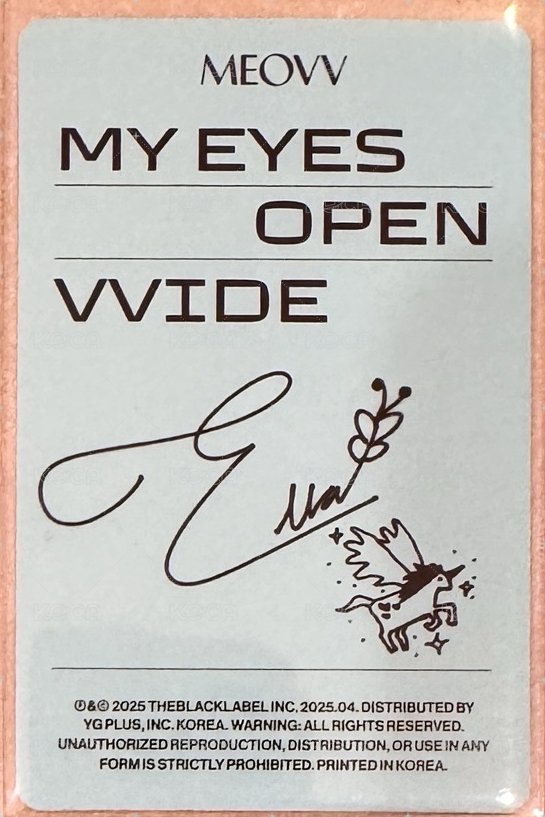 MEOVV
MY EYES
OPEN
VVIDE
Ella
℗&© 2025 THEBLACKLABEL INC. 2025.04. DISTRIBUTED BY
YG PLUS, INC. KOREA. WARNING: ALL RIGHTS RESERVED.
UNAUTHORIZED REPRODUCTION, DISTRIBUTION, OR USE IN ANY
FORM IS STRICTLY PROHIBITED. PRINTED IN KOREA.